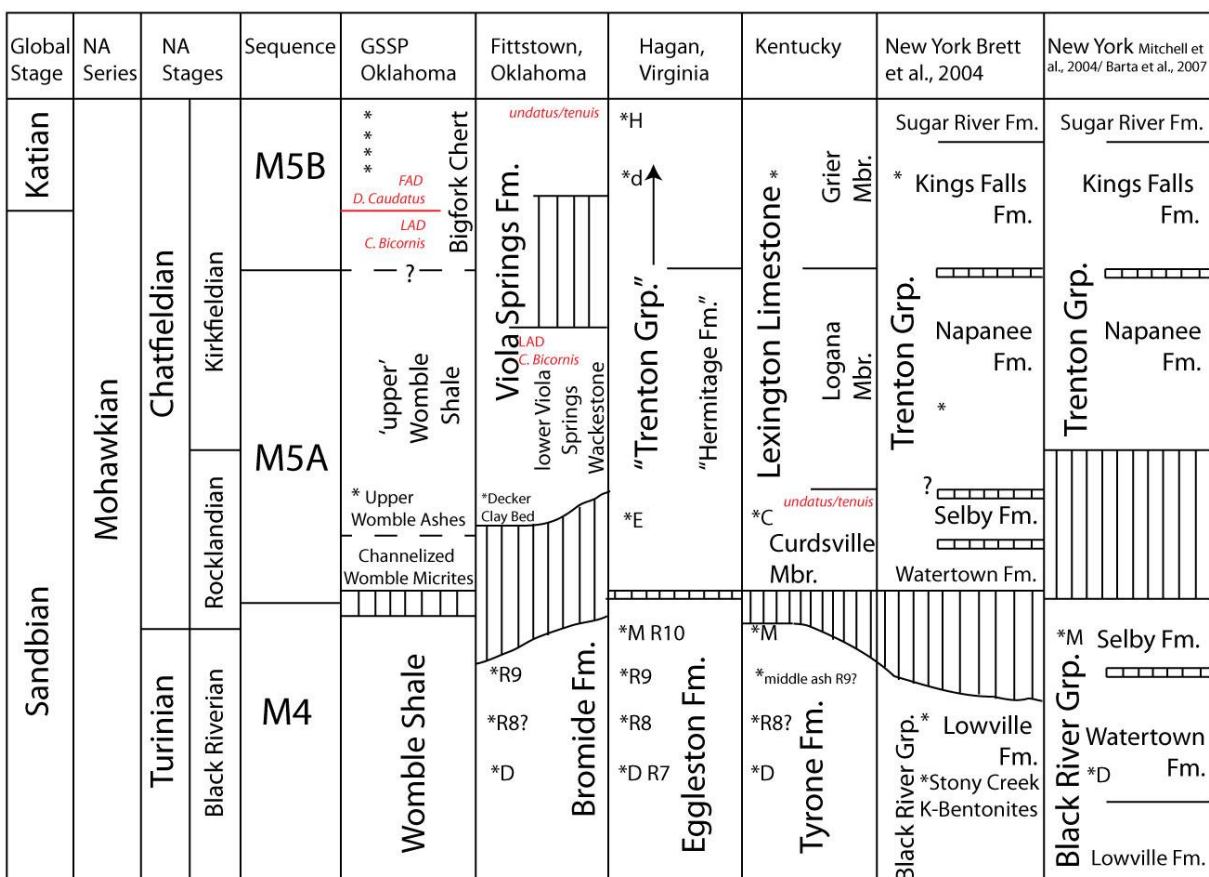 Global
Stage
NA
Series
NA
Stages
Sequence
GSSP
Oklahoma
Fittstown,
Oklahoma
Hagan,
Virginia
Kentucky
New York Brett
et al., 2004
New York Mitchell et
al., 2004/ Barta et al., 2007
Katian
Sandbian
Mohawkian
Chatfieldian
Turinian
Kirkfieldian
Rocklandian
Black Riverian
M5B
M5A
M4
*
*
*
*
FAD
D. Caudatus
LAD
C. Bicornis
Bigfork Chert
?
'upper'
Womble
Shale
* Upper
Womble Ashes
Channelized
Womble Micrites
Womble Shale
undatus/tenuis
Viola Springs Fm.
LAD
C. Bicornis
lower Viola
Springs
Wackestone
*Decker
Clay Bed
*R9
*R8?
*D
Bromide Fm.
*H
*d
"Trenton Grp."
"Hermitage Fm."
*E
*M R10
*R9
*R8
*D R7
Eggleston Fm.
Lexington Limestone *
Grier
Mbr.
Logana
Mbr.
undatus/tenuis
*C
Curdsville
Mbr.
*M
*middle ash R9?
*R8?
*D
Tyrone Fm.
Sugar River Fm.
* Kings Falls
Fm.
Trenton Grp.
Napanee
Fm.
*
?
Selby Fm.
Watertown Fm.
Black River Grp.
* Lowville
Fm.
*Stony Creek
K-Bentonites
Sugar River Fm.
Kings Falls
Fm.
Trenton Grp.
Napanee
Fm.
*M Selby Fm.
Black River Grp.
Watertown
*D Fm.
Lowville Fm.